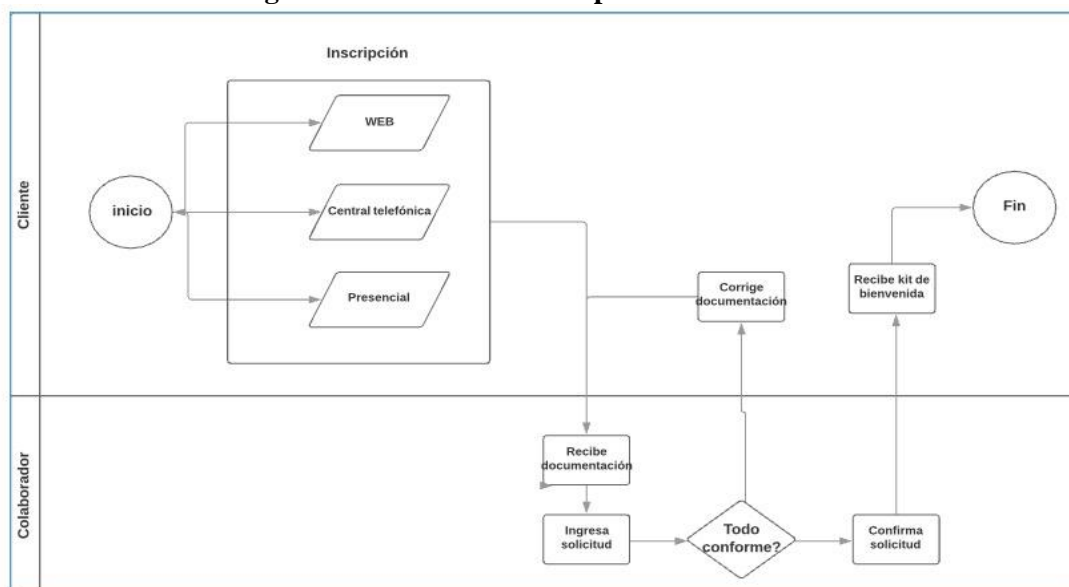 Inscripción
WEB
inicio
Central telefónica
Presencial
Cliente
Corrige
documentación
Recibe kit de
bienvenida
Fin
Colaborador
Recibe
documentación
Ingresa
solicitud
Todo
conforme?
Confirma
solicitud